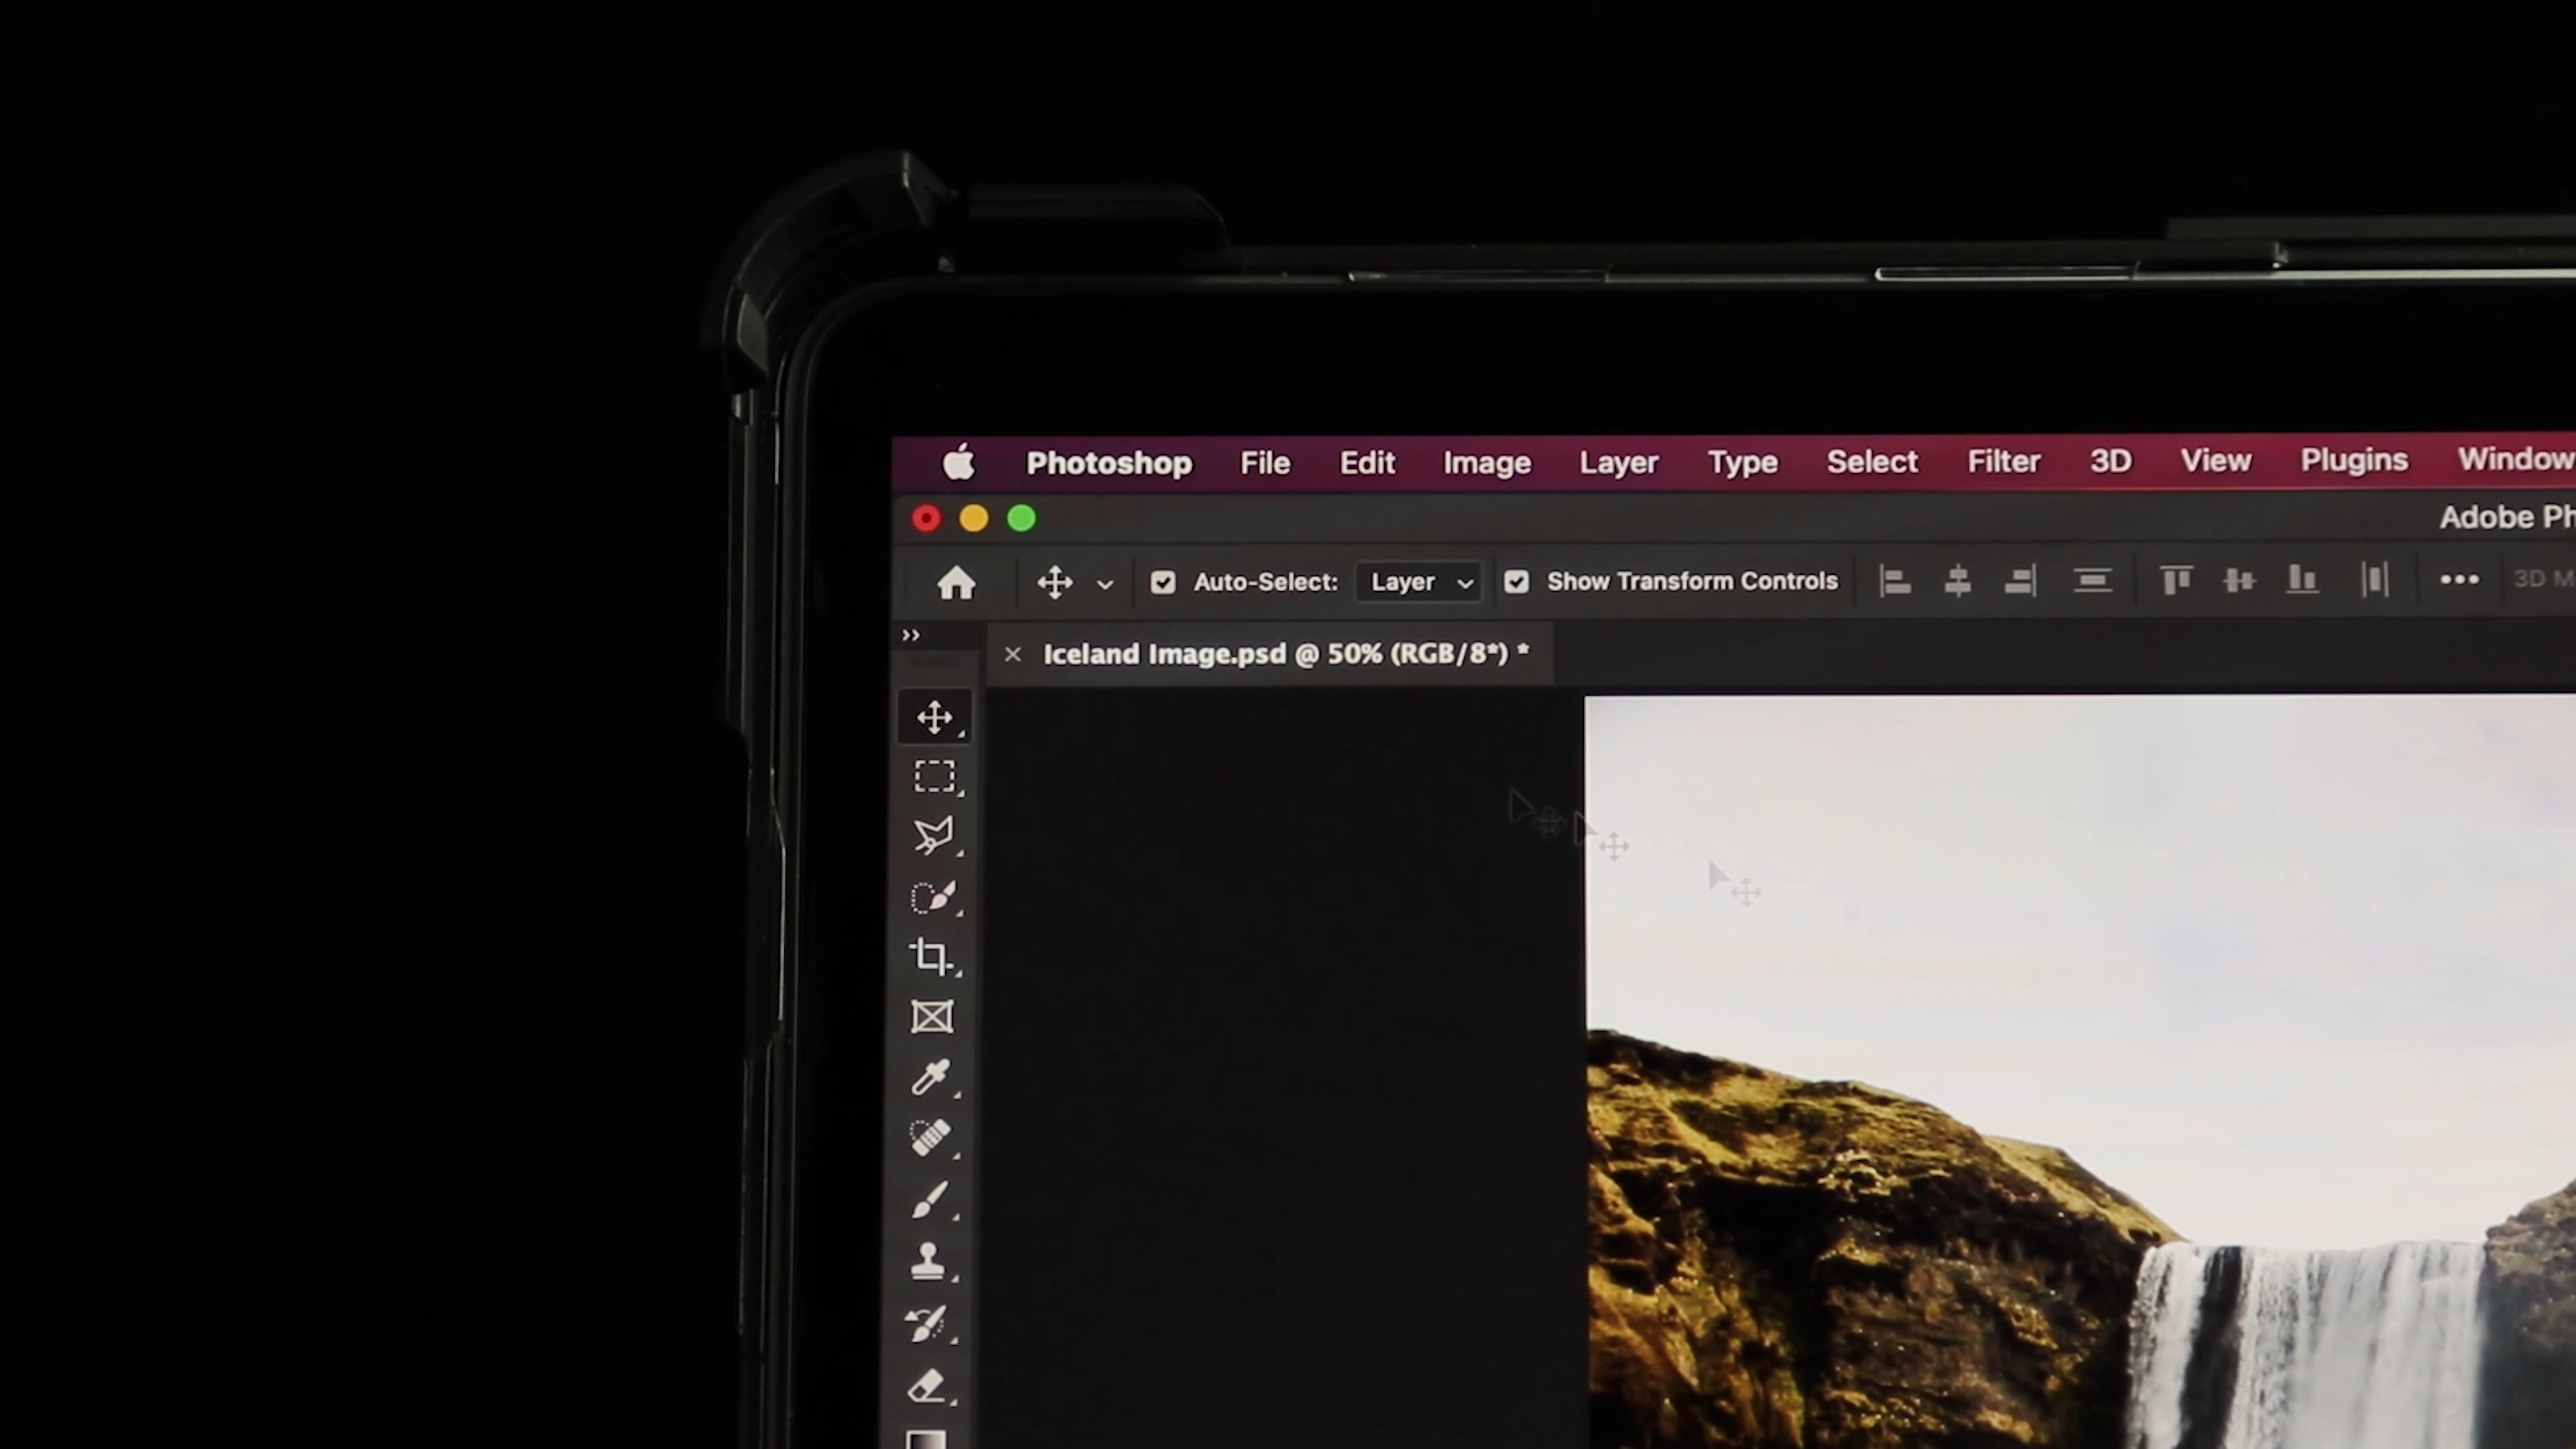 Photoshop File Edit Image Layer Type Select Filter 3D View Plugins Window
Adobe Ph
Auto-Select: Layer Show Transform Controls 3D M
Iceland Image.psd @ 50% (RGB/8*) *